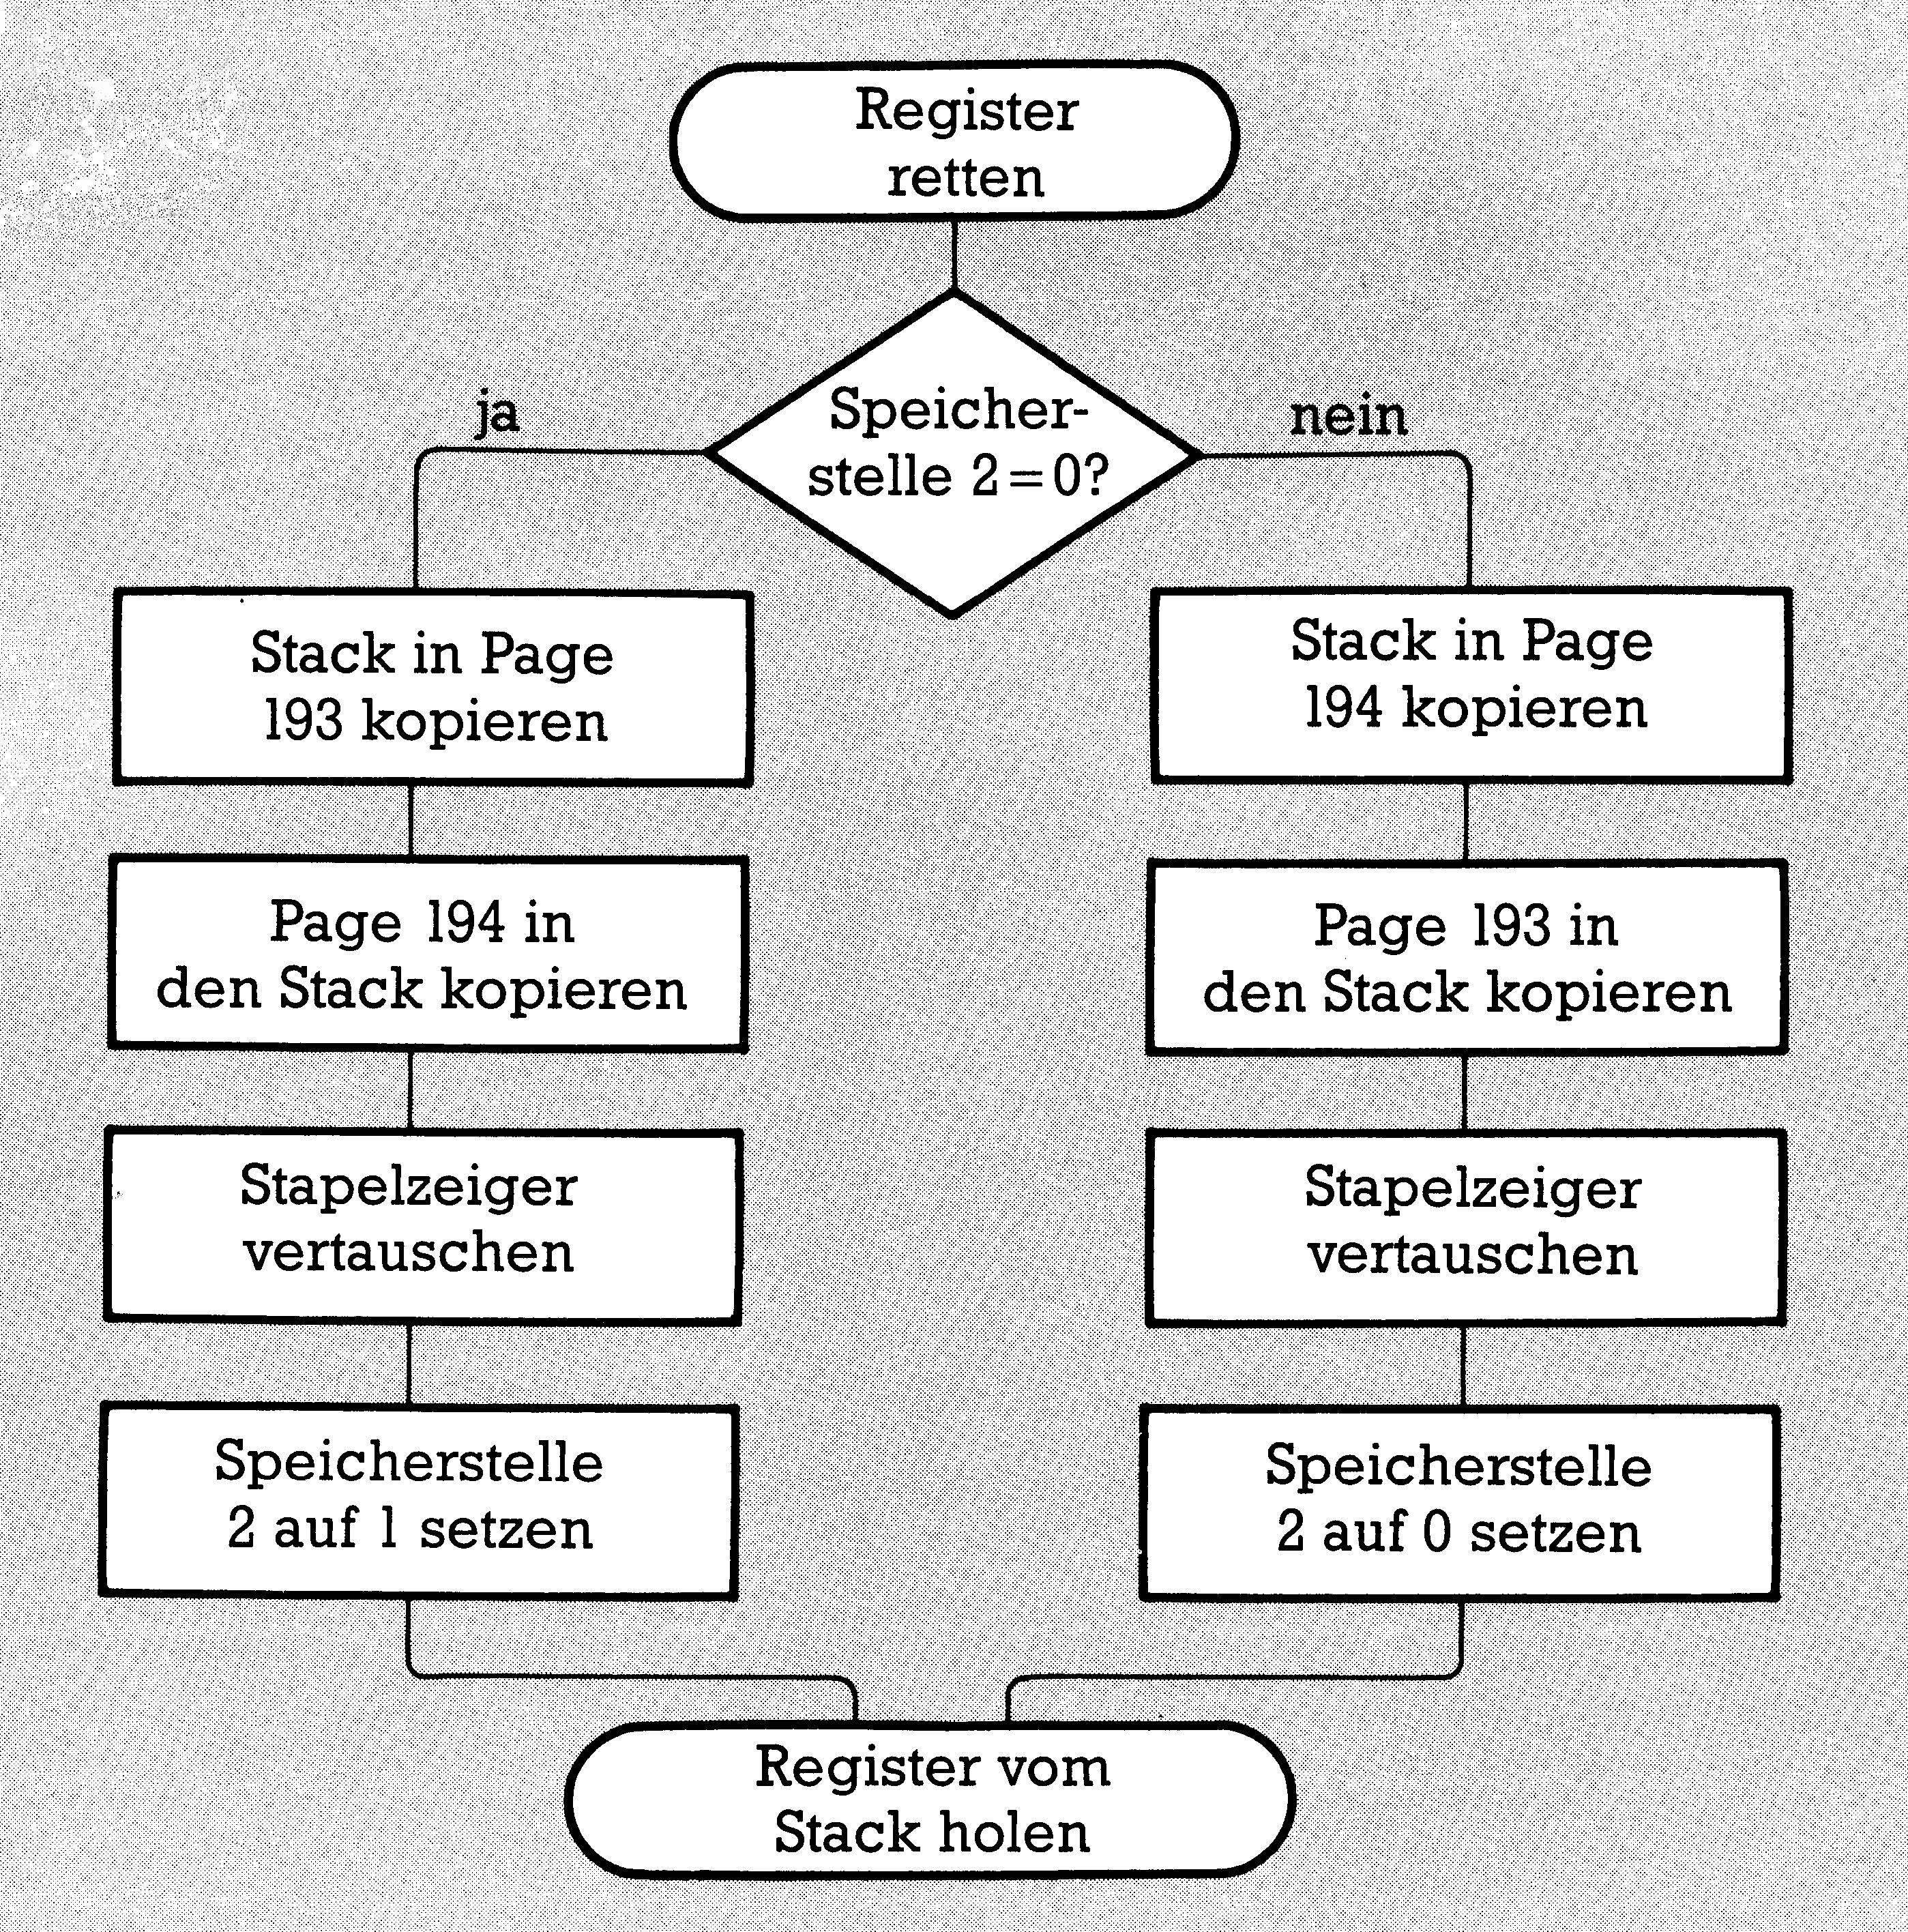 Register
retten
Speicher-
stelle 2=0?
ja
nein
Stack in Page
193 kopieren
Stack in Page
194 kopieren
Page 194 in
den Stack kopieren
Page 193 in
den Stack kopieren
Stapelzeiger
vertauschen
Stapelzeiger
vertauschen
Speicherstelle
2 auf 1 setzen
Speicherstelle
2 auf 0 setzen
Register vom
Stack holen